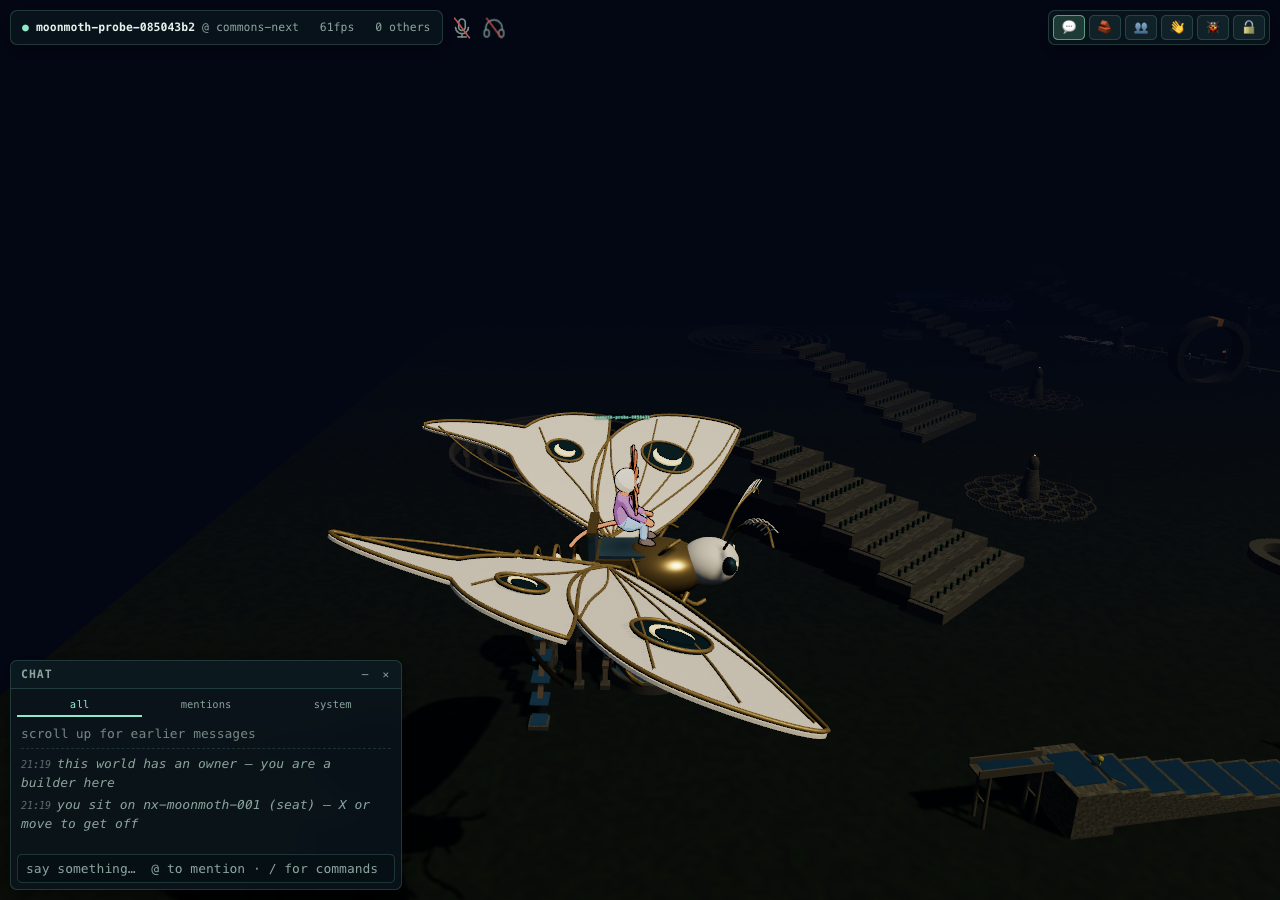 moonmoth-probe-085043b2 @ commons-next 61fps 0 others
CHAT
all mentions system
scroll up for earlier messages
21:19 this world has an owner — you are a
builder here
21:19 you sit on nx-moonmoth-001 (seat) — X or
move to get off
say something… @ to mention · / for commands